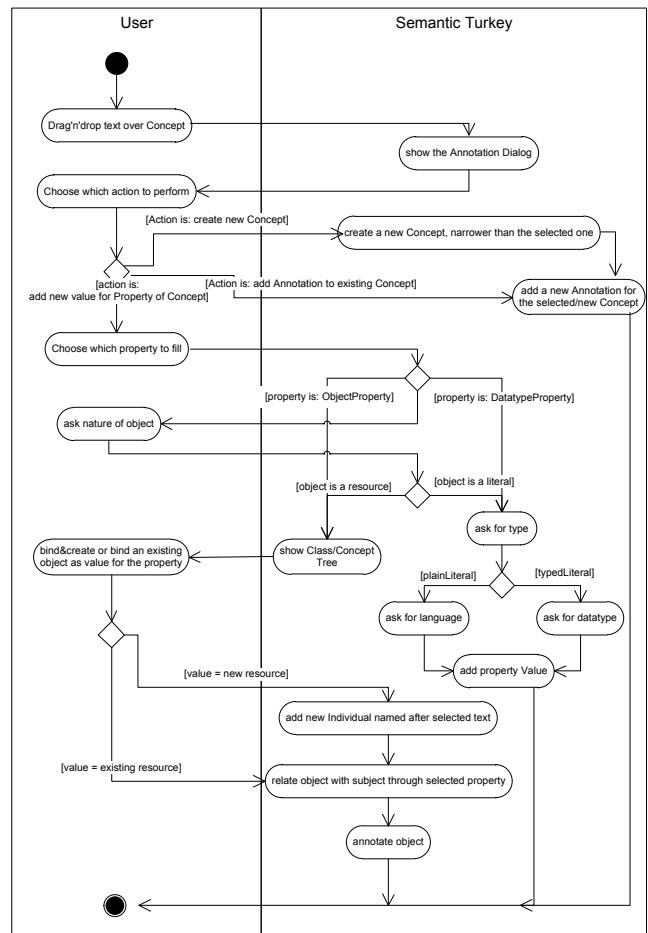 User
Semantic Turkey
Drag'n'drop text over Concept
show the Annotation Dialog
Choose which action to perform
[Action is: create new Concept]
create a new Concept, narrower than the selected one
[action is:
add new value for Property of Concept]
[Action is: add Annotation to existing Concept]
add a new Annotation for
the selected/new Concept
Choose which property to fill
[property is: ObjectProperty]
[property is: DatatypeProperty]
ask nature of object
[object is a resource]
[object is a literal]
ask for type
bind&create or bind an existing
object as value for the property
show Class/Concept
Tree
[plainLiteral]
[typedLiteral]
ask for language
ask for datatype
add property Value
[value = new resource]
add new Individual named after selected text
[value = existing resource]
relate object with subject through selected property
annotate object